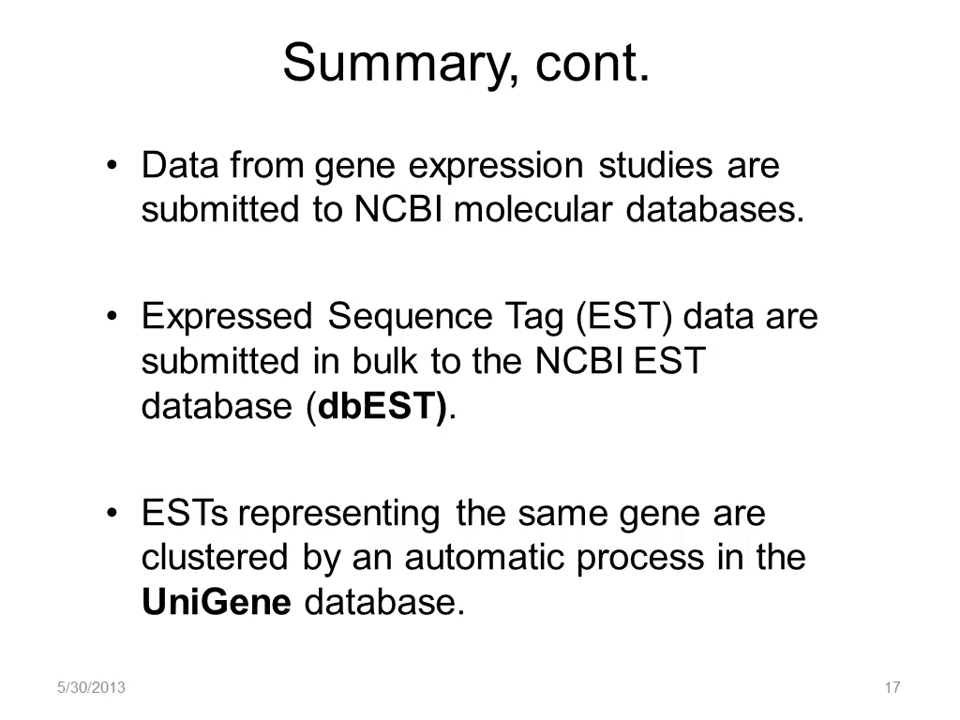 Summary, cont.
• Data from gene expression studies are
submitted to NCBI molecular databases.
• Expressed Sequence Tag (EST) data are
submitted in bulk to the NCBI EST
database (dbEST).
• ESTs representing the same gene are
clustered by an automatic process in the
UniGene database.
5/30/2013
17